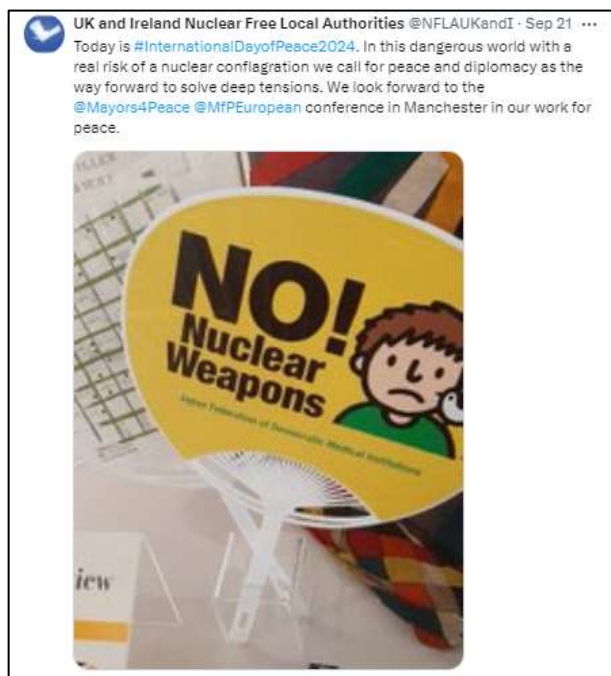 UK and Ireland Nuclear Free Local Authorities @NFLAUKandI · Sep 21 ···
Today is #InternationalDayofPeace2024. In this dangerous world with a
real risk of a nuclear conflagration we call for peace and diplomacy as the
way forward to solve deep tensions. We look forward to the
@Mayors4Peace @MfPEuropean conference in Manchester in our work for
peace.
NO!
Nuclear
Weapons
Japan Federation of Democratic Medical Institutions
iew